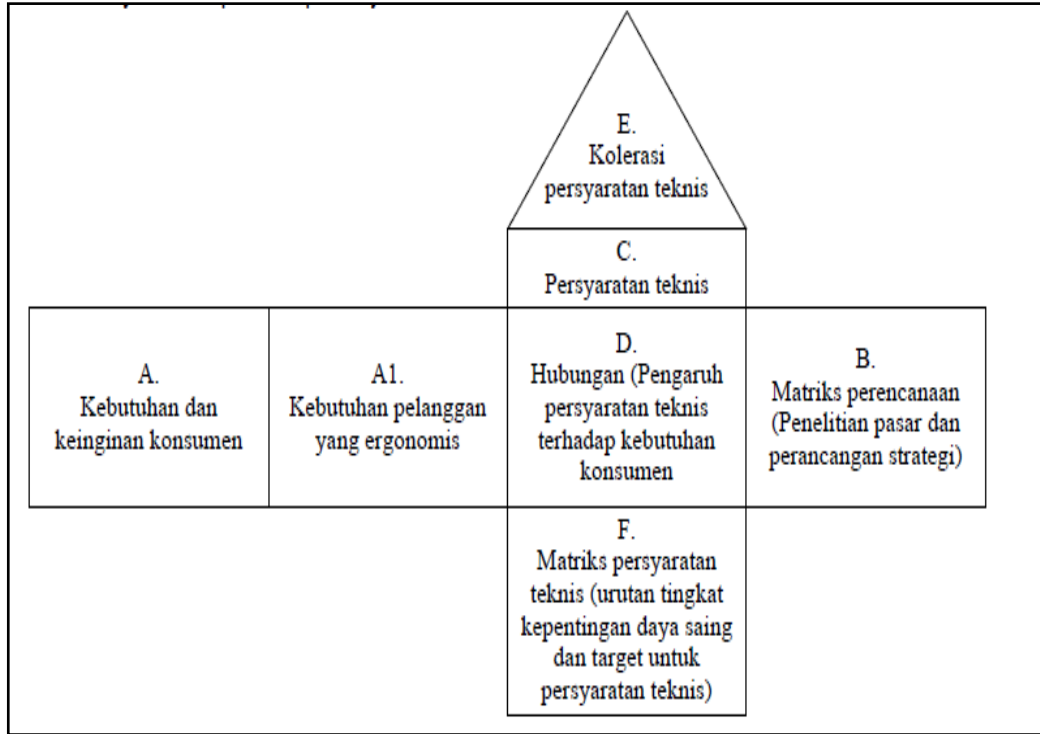 E.
Kolerasi
persyaratan teknis
C.
Persyaratan teknis
A.
Kebutuhan dan
keinginan konsumen
A1.
Kebutuhan pelanggan
yang ergonomis
D.
Hubungan (Pengaruh
persyaratan teknis
terhadap kebutuhan
konsumen
B.
Matriks perencanaan
(Penelitian pasar dan
perancangan strategi)
F.
Matriks persyaratan
teknis (urutan tingkat
kepentingan daya saing
dan target untuk
persyaratan teknis)